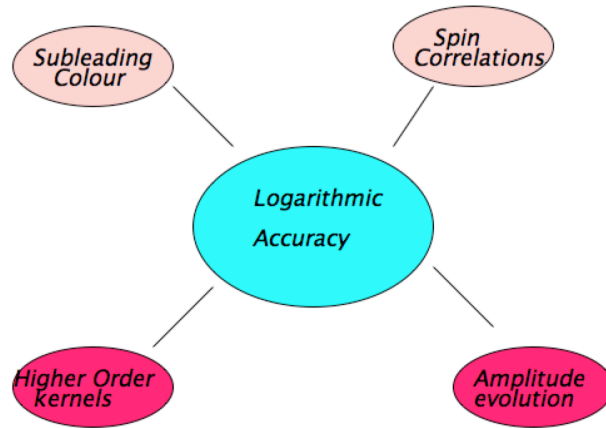 Subleading
Colour
Spin
Correlations
Logarithmic
Accuracy
Higher Order
kernels
Amplitude
evolution